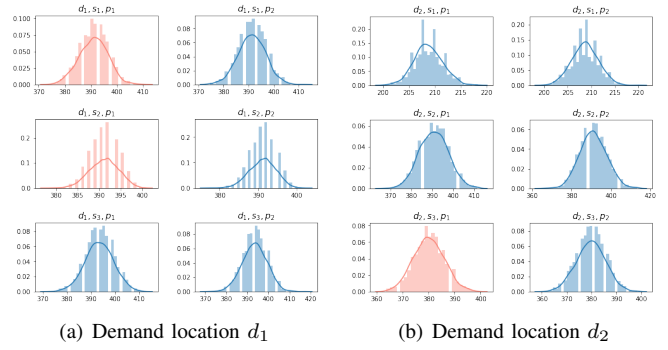 d1, s1, p1
d1, s1, p2
d2, s1, p1
d2, s1, p2
0.100
0.075
0.050
0.025
0.000
370 380 390 400 410
0.08
0.06
0.04
0.02
0.00
370 380 390 400 410
0.20
0.15
0.10
0.05
0.00
200 205 210 215 220
0.20
0.15
0.10
0.05
0.00
200 205 210 215 220
d1, s2, p1
d1, s2, p2
d2, s2, p1
d2, s2, p2
0.2
0.1
0.0
380 385 390 395 400
0.2
0.1
0.0
380 390 400
0.06
0.04
0.02
0.00
370 380 390 400 410
0.06
0.04
0.02
0.00
360 380 400 420
d1, s3, p1
d1, s3, p2
d2, s3, p1
d2, s3, p2
0.08
0.06
0.04
0.02
0.00
370 380 390 400 410
0.08
0.06
0.04
0.02
0.00
370 380 390 400 410 420
0.08
0.06
0.04
0.02
0.00
360 370 380 390 400
0.08
0.06
0.04
0.02
0.00
360 370 380 390 400
(a) Demand location d1
(b) Demand location d2